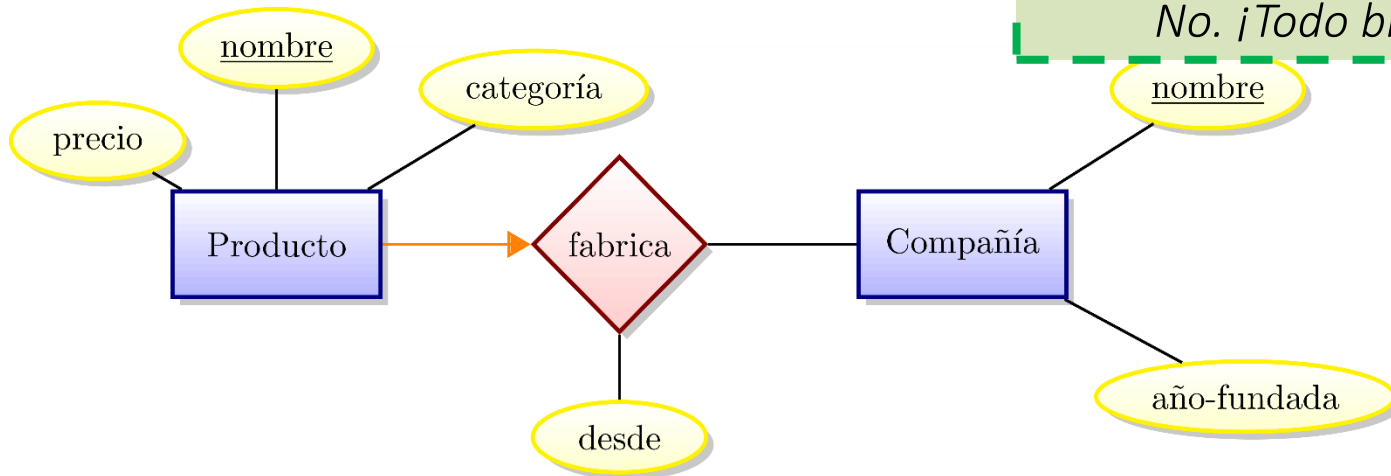 No. ¡Todo
nombre
categoría
nombre
precio
Producto
fabrica
Compañía
año-fundada
desde